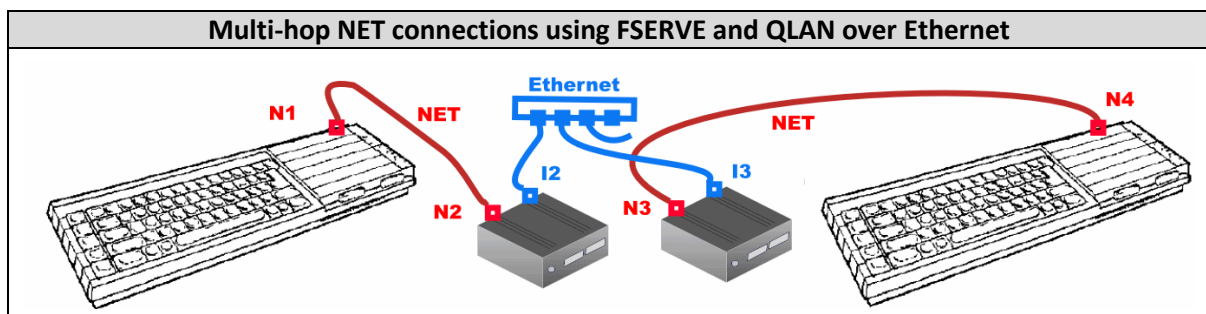 Multi-hop NET connections using FSERVE and QLAN over Ethernet
Ethernet
N1
NET
I2
N2
I3
N3
NET
N4